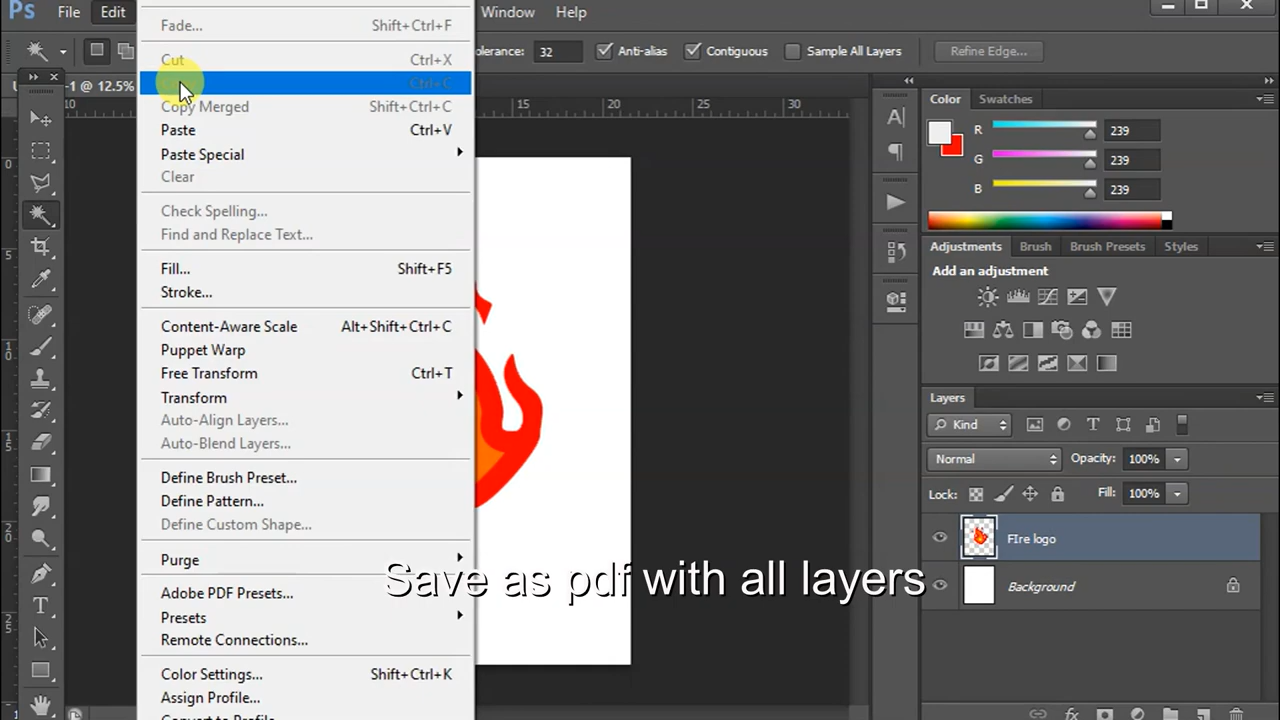 Ps File Edit Window Help
Fade... Shift+Ctrl+F
olerance: 32 Anti-alias Contiguous Sample All Layers Refine Edge...
Cut Ctrl+X
-1 @ 12.5%
Ctrl+C
Copy Merged Shift+Ctrl+C
Paste Ctrl+V
Paste Special
Clear
Check Spelling...
Find and Replace Text...
Fill... Shift+F5
Stroke...
Content-Aware Scale Alt+Shift+Ctrl+C
Puppet Warp
Free Transform Ctrl+T
Transform
Auto-Align Layers...
Auto-Blend Layers...
Define Brush Preset...
Define Pattern...
Define Custom Shape...
Purge
Adobe PDF Presets...
Presets
Remote Connections...
Color Settings... Shift+Ctrl+K
Assign Profile...
Convert to Profile
10 15 20 25 30
0
5
10
15
20
25
Save as pdf with all layers
Color Swatches
R 239
G 239
B 239
Adjustments Brush Brush Presets Styles
Add an adjustment
Layers
Kind
Normal Opacity: 100%
Lock: Fill: 100%
FIre logo
Background